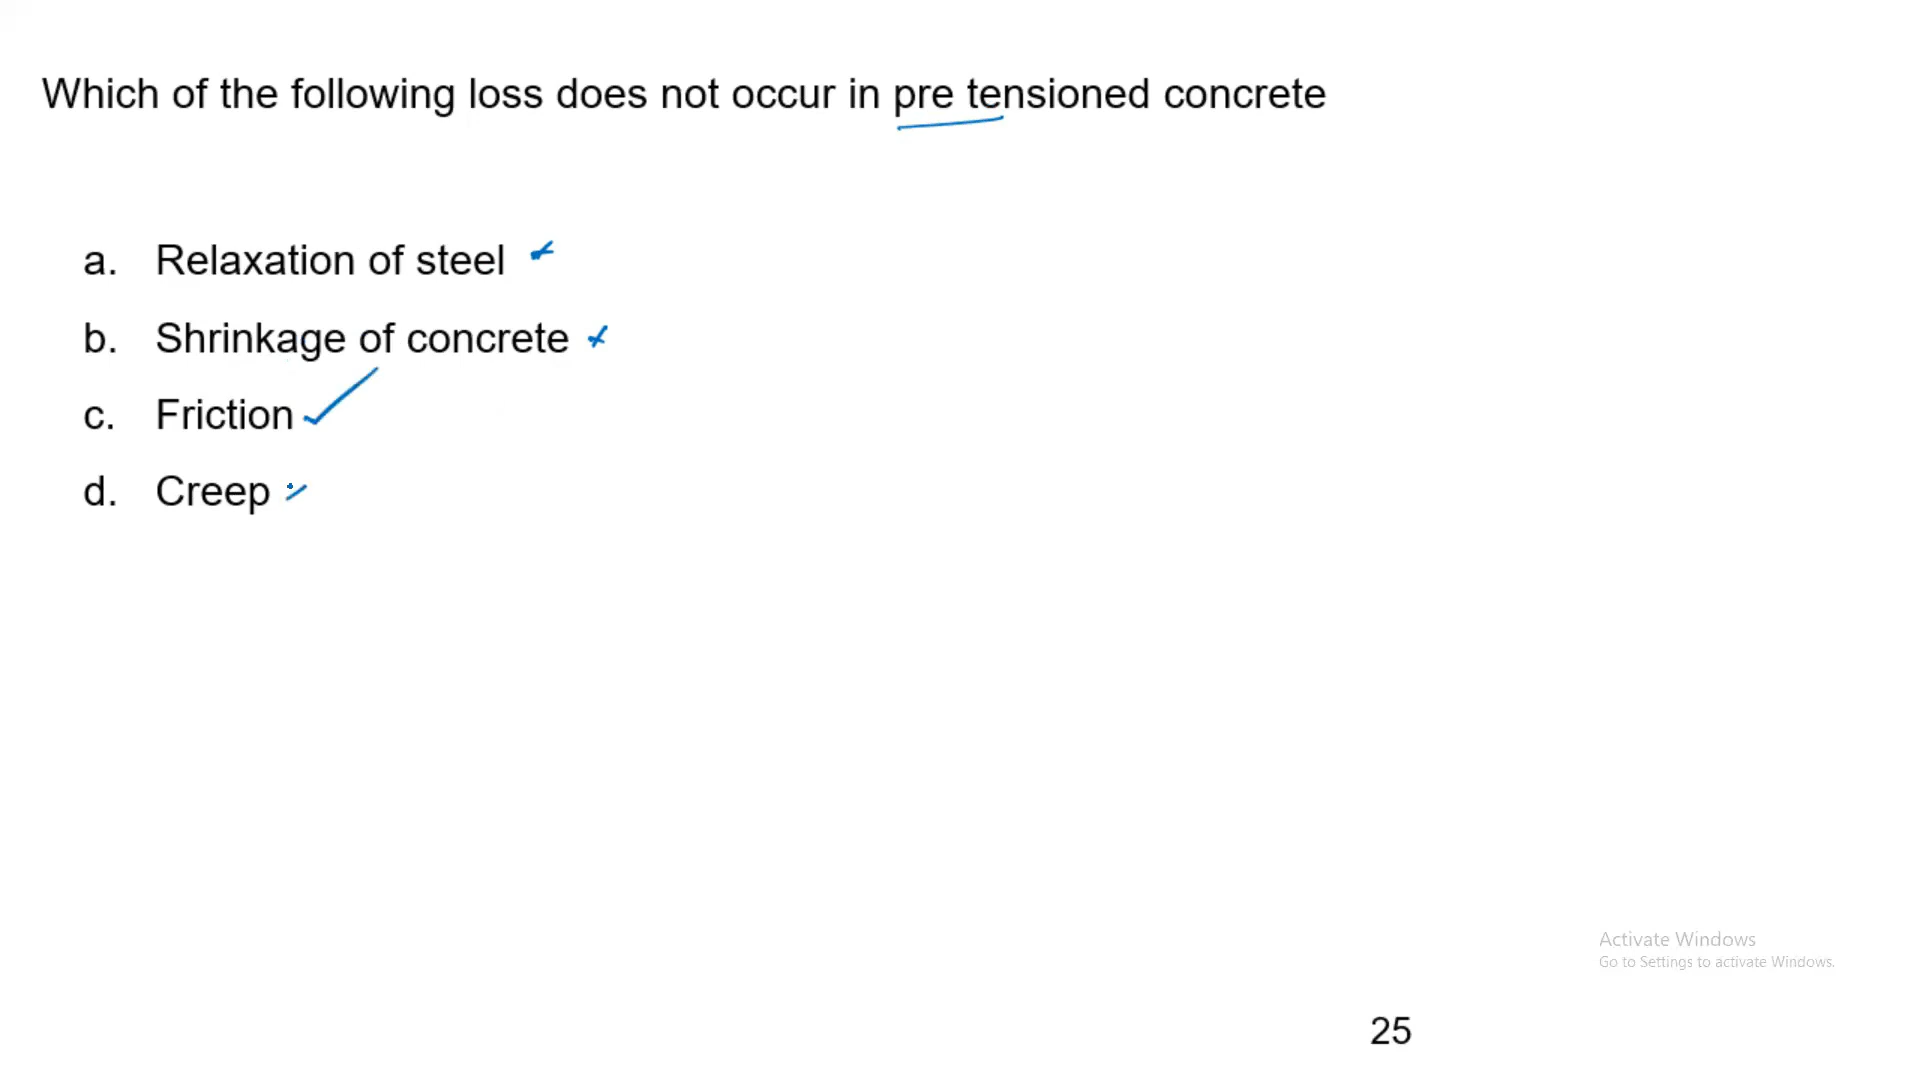 Which of the following loss does not occur in pre tensioned concrete
a. Relaxation of steel
b. Shrinkage of concrete
c. Friction
d. Creep
Activate Windows
Go to Settings to activate Windows.
25